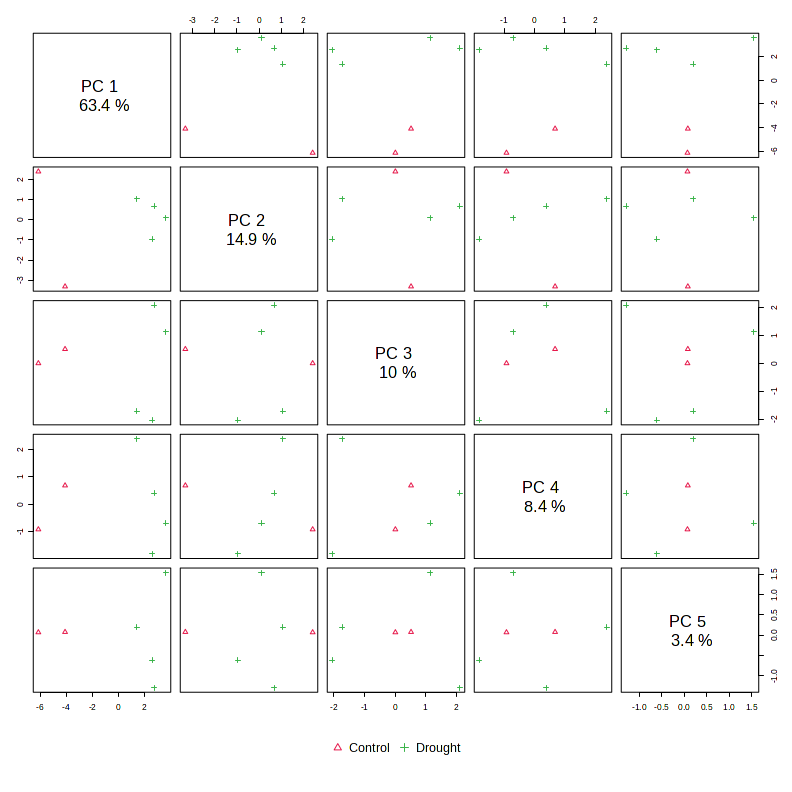 -3 -2 -1 0 1 2
-1 0 1 2
PC 1
63.4 %
2
0
-2
-4
-6
2
1
0
-1
-2
-3
PC 2
14.9 %
PC 3
10 %
2
1
0
-1
-2
2
1
0
-1
PC 4
8.4 %
PC 5
3.4 %
1.5
1.0
0.5
0.0
-1.0
-6 -4 -2 0 2
-2 -1 0 1 2
-1.0 -0.5 0.0 0.5 1.0 1.5
Control Drought